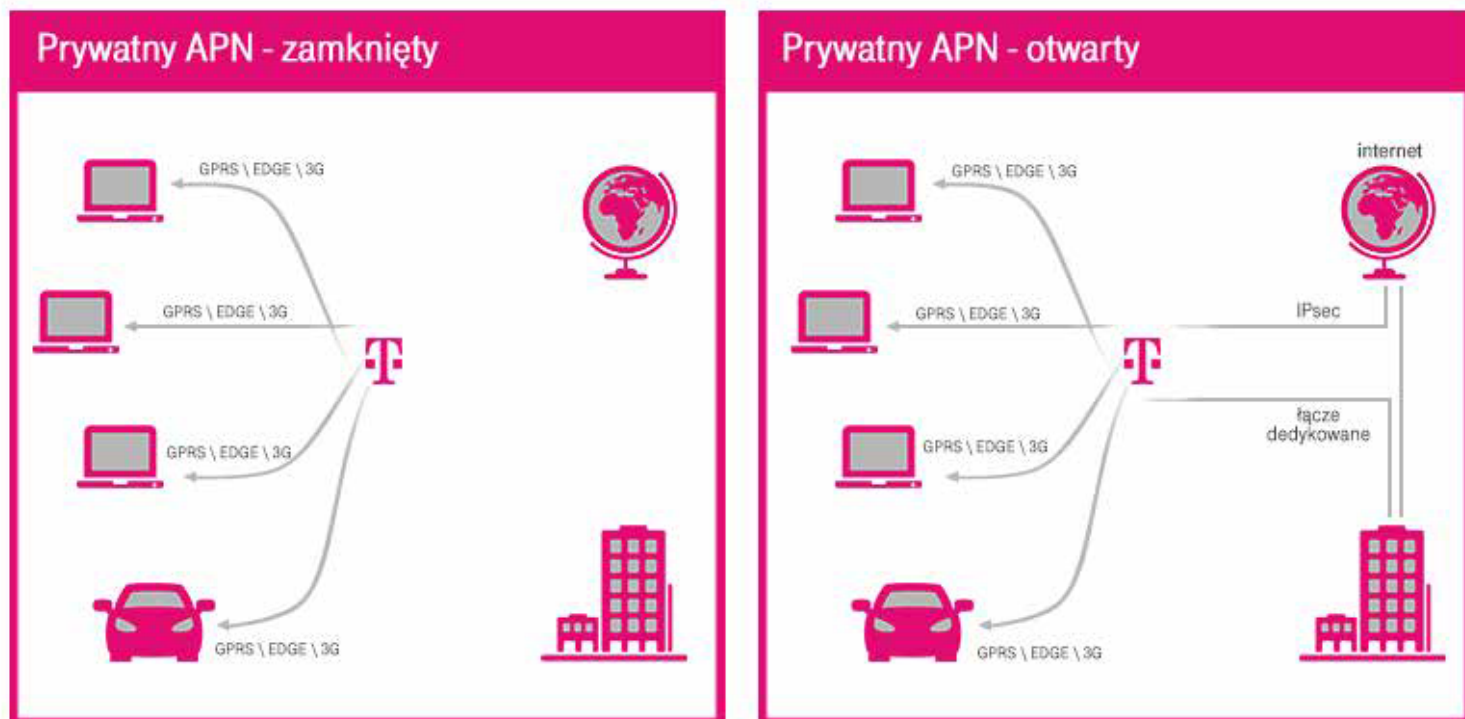 Prywatny APN - zamknięty
GPRS \ EDGE \ 3G
GPRS \ EDGE \ 3G
T
GPRS \ EDGE \ 3G
GPRS \ EDGE \ 3G
Prywatny APN - otwarty
internet
GPRS \ EDGE \ 3G
GPRS \ EDGE \ 3G
IPsec
T
łącze
dedykowane
GPRS \ EDGE \ 3G
GPRS \ EDGE \ 3G